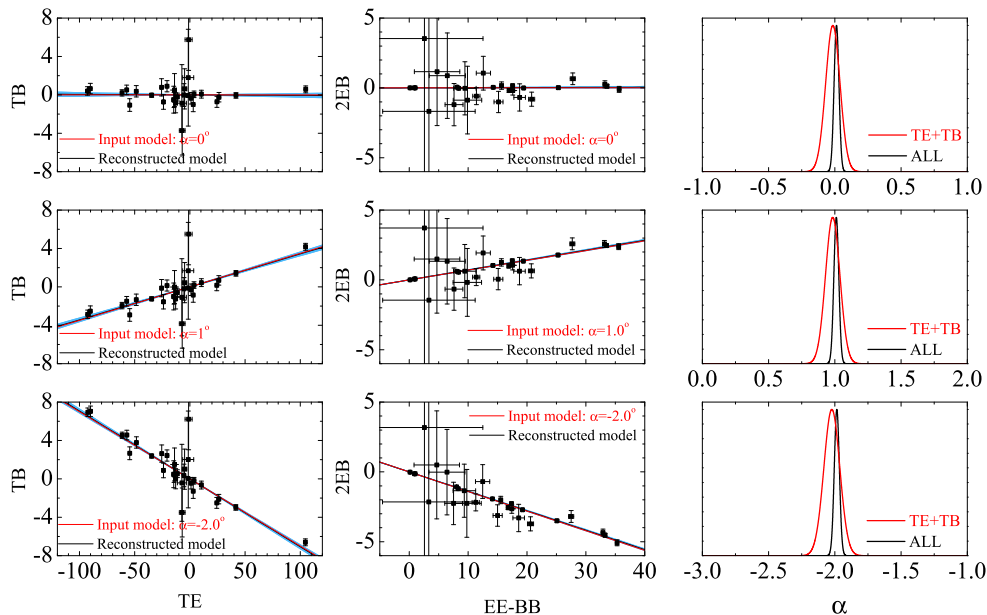 8
4
0
-4
-8
TB
Input model: α=0°
Reconstructed model
5
0
-5
2EB
Input model: α=0°
Reconstructed model
TE+TB
ALL
-1.0 -0.5 0.0 0.5 1.0
8
4
0
-4
-8
TB
Input model: α=1°
Reconstructed model
5
0
-5
2EB
Input model: α=1.0°
Reconstructed model
TE+TB
ALL
0.0 0.5 1.0 1.5 2.0
8
4
0
-4
-8
TB
Input model: α=-2.0°
Reconstructed model
-100 -50 0 50 100
TE
5
0
-5
2EB
Input model: α=-2.0°
Reconstructed model
0 10 20 30 40
EE-BB
TE+TB
ALL
-3.0 -2.5 -2.0 -1.5 -1.0
α